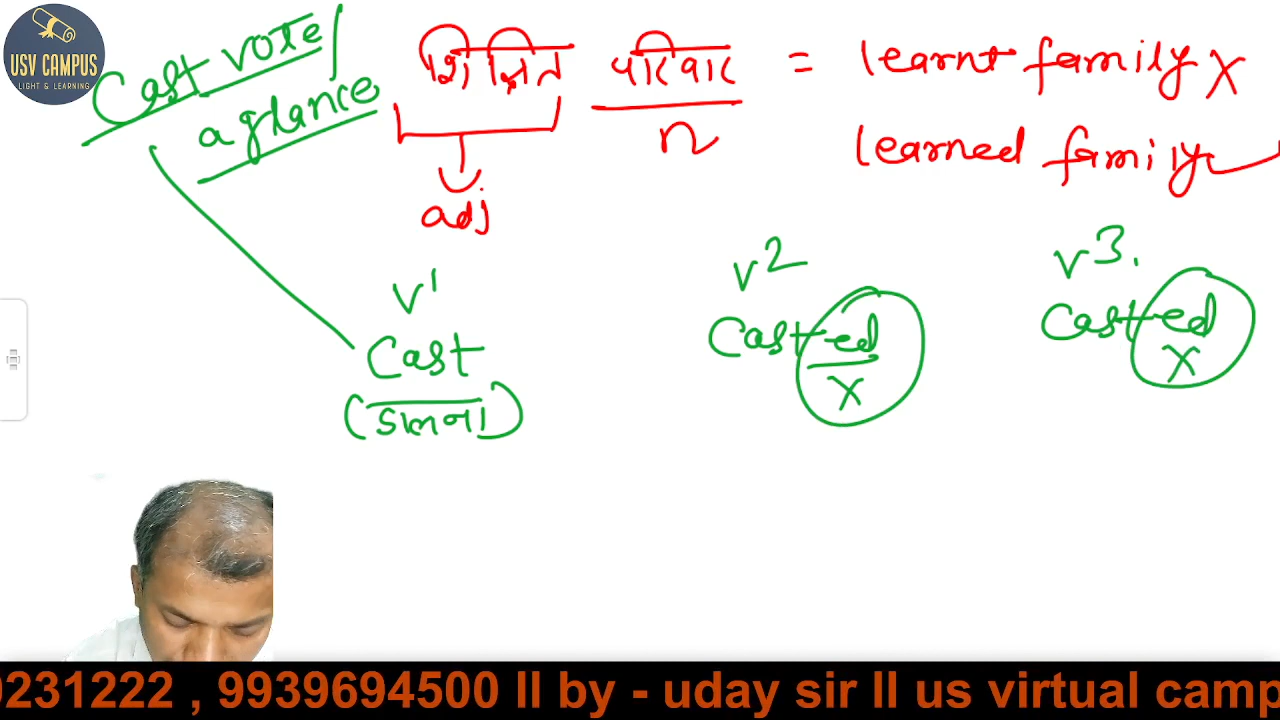 USV CAMPUS
LIGHT & LEARNING
Cast vote/
a glance
शिक्षित परिवार = learnt family X
adj
n
learned family ✓
V1
Cast
(डालना)
V2
Casted
X
V3.
Casted
X
0231222 , 9939694500 ll by - uday sir ll us virtual camp